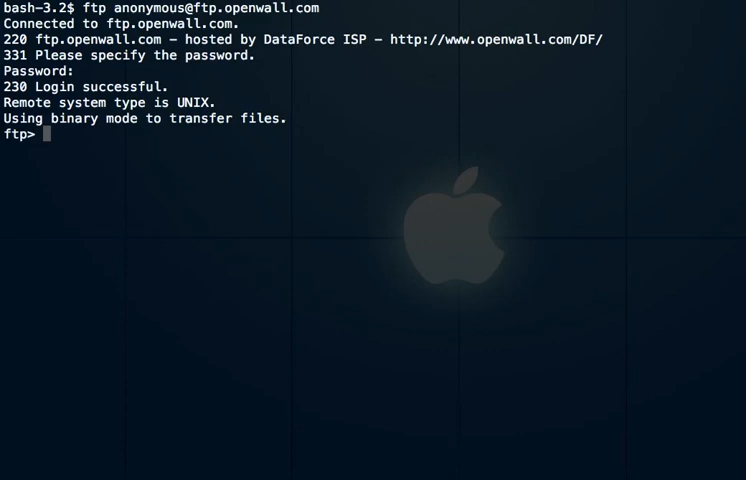 bash-3.2$ ftp anonymous@ftp.openwall.com
Connected to ftp.openwall.com.
220 ftp.openwall.com – hosted by DataForce ISP – http://www.openwall.com/DF/
331 Please specify the password.
Password:
230 Login successful.
Remote system type is UNIX.
Using binary mode to transfer files.
ftp>